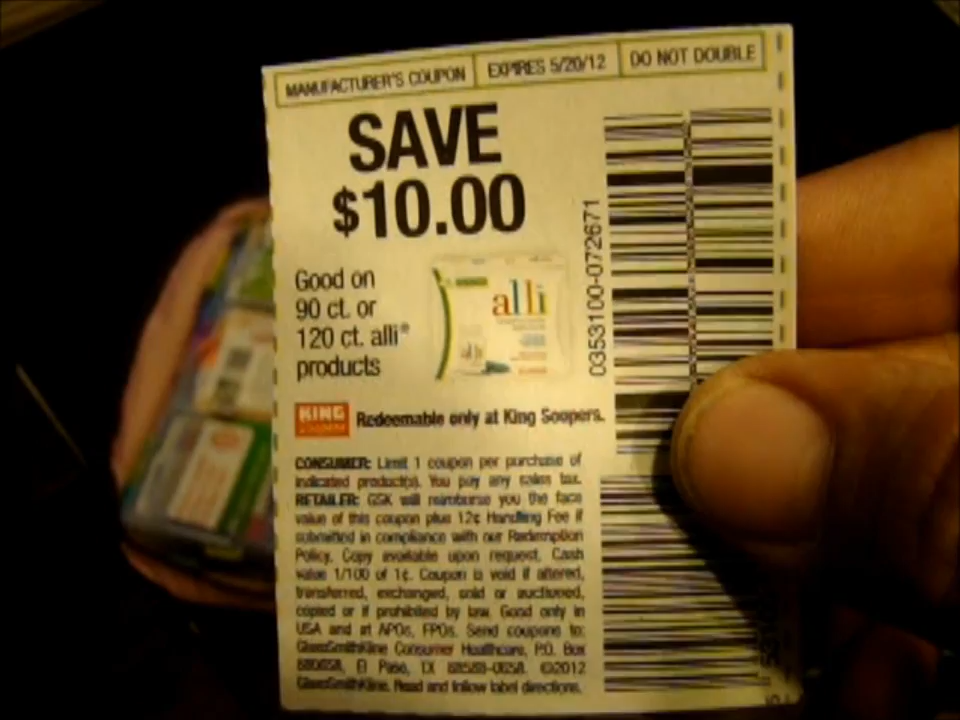 MANUFACTURER'S COUPON EXPIRES 5/20/12 DO NOT DOUBLE
SAVE
$10.00
Good on
90 ct. or
120 ct. alli®
products
alli
0353100-072671
KING
Redeemable only at King Soopers.
CONSUMER: Limit 1 coupon per purchase of
indicated product(s). You pay any sales tax.
RETAILER: GSK will reimburse you the face
value of this coupon plus 12¢ Handling Fee if
submitted in compliance with our Redemption
Policy. Copy available upon request. Cash
value 1/100 of 1¢. Coupon is void if altered,
transferred, exchanged, sold or auctioned,
copied or if prohibited by law. Good only in
USA and at APOs, FPOs. Send coupons to:
GlaxoSmithKline Consumer Healthcare, P.O. Box
El Paso, TX ©2012
GlaxoSmithKline. Read and follow label directions.